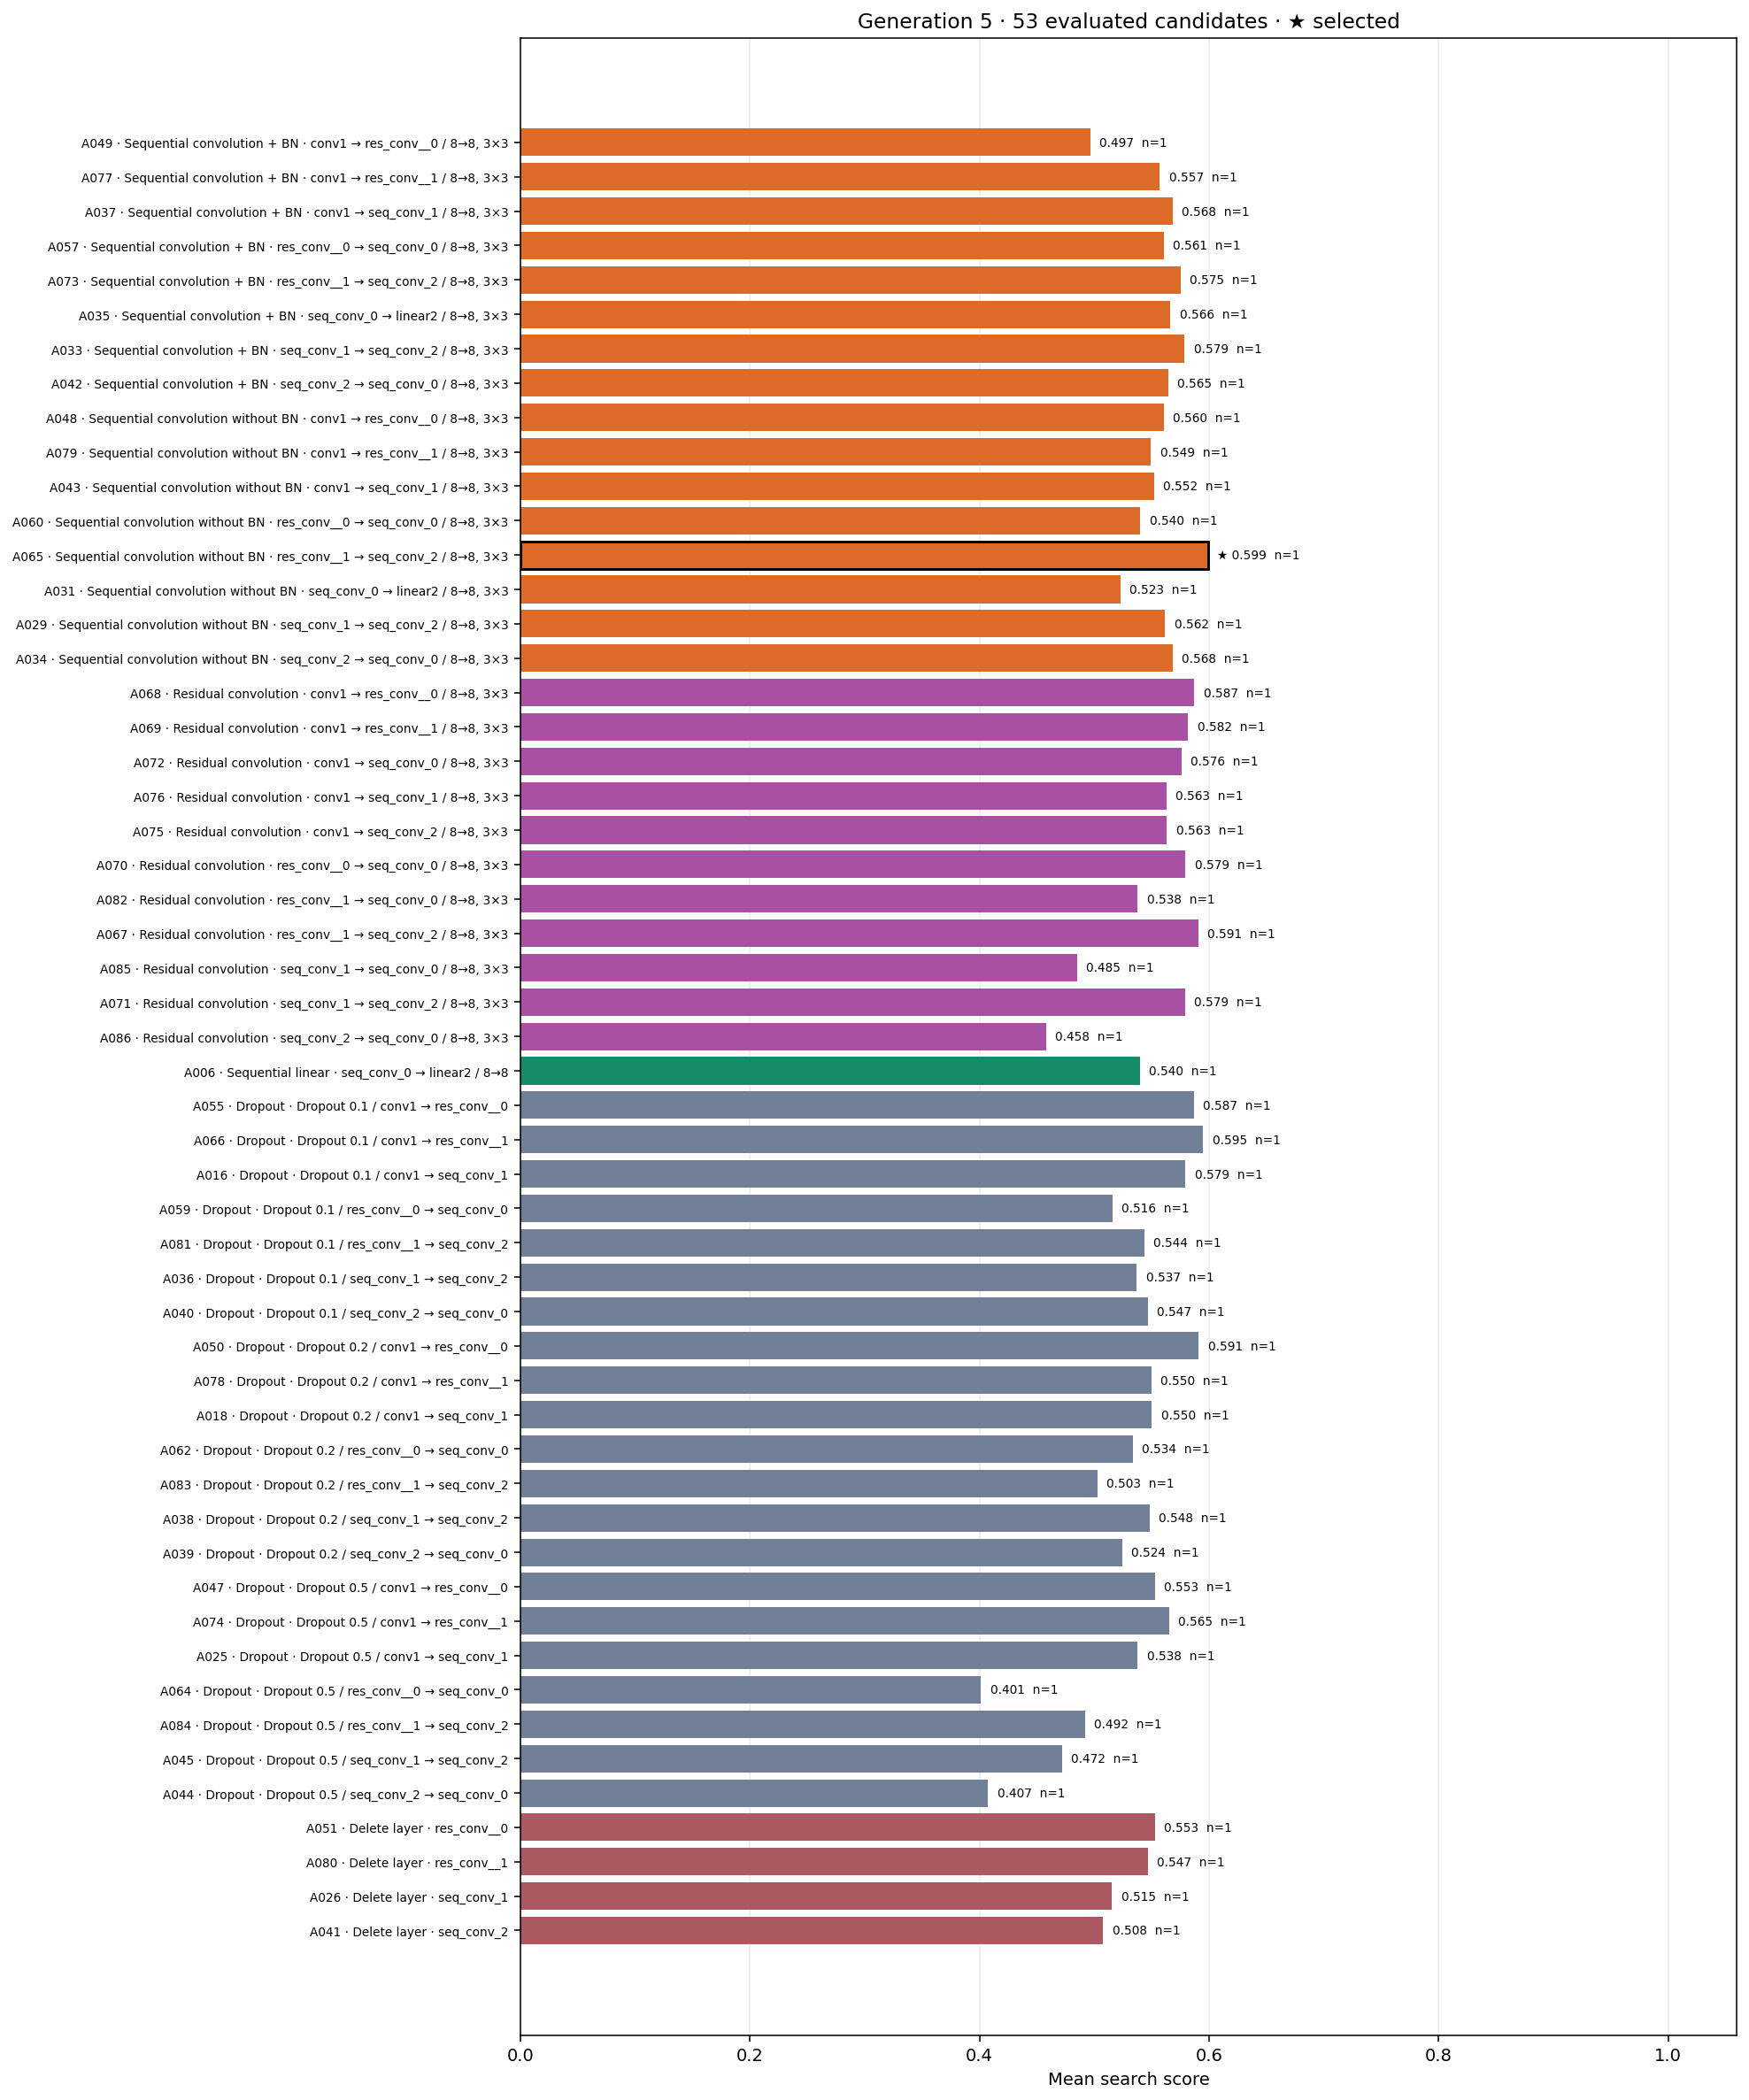 Generation 5 · 53 evaluated candidates · ★ selected
A049 · Sequential convolution + BN · conv1 → res_conv__0 / 8→8, 3×3 0.497 n=1
A077 · Sequential convolution + BN · conv1 → res_conv__1 / 8→8, 3×3 0.557 n=1
A037 · Sequential convolution + BN · conv1 → seq_conv_1 / 8→8, 3×3 0.568 n=1
A057 · Sequential convolution + BN · res_conv__0 → seq_conv_0 / 8→8, 3×3 0.561 n=1
A073 · Sequential convolution + BN · res_conv__1 → seq_conv_2 / 8→8, 3×3 0.575 n=1
A035 · Sequential convolution + BN · seq_conv_0 → linear2 / 8→8, 3×3 0.566 n=1
A033 · Sequential convolution + BN · seq_conv_1 → seq_conv_2 / 8→8, 3×3 0.579 n=1
A042 · Sequential convolution + BN · seq_conv_2 → seq_conv_0 / 8→8, 3×3 0.565 n=1
A048 · Sequential convolution without BN · conv1 → res_conv__0 / 8→8, 3×3 0.560 n=1
A079 · Sequential convolution without BN · conv1 → res_conv__1 / 8→8, 3×3 0.549 n=1
A043 · Sequential convolution without BN · conv1 → seq_conv_1 / 8→8, 3×3 0.552 n=1
A060 · Sequential convolution without BN · res_conv__0 → seq_conv_0 / 8→8, 3×3 0.540 n=1
A065 · Sequential convolution without BN · res_conv__1 → seq_conv_2 / 8→8, 3×3 ★ 0.599 n=1
A031 · Sequential convolution without BN · seq_conv_0 → linear2 / 8→8, 3×3 0.523 n=1
A029 · Sequential convolution without BN · seq_conv_1 → seq_conv_2 / 8→8, 3×3 0.562 n=1
A034 · Sequential convolution without BN · seq_conv_2 → seq_conv_0 / 8→8, 3×3 0.568 n=1
A068 · Residual convolution · conv1 → res_conv__0 / 8→8, 3×3 0.587 n=1
A069 · Residual convolution · conv1 → res_conv__1 / 8→8, 3×3 0.582 n=1
A072 · Residual convolution · conv1 → seq_conv_0 / 8→8, 3×3 0.576 n=1
A076 · Residual convolution · conv1 → seq_conv_1 / 8→8, 3×3 0.563 n=1
A075 · Residual convolution · conv1 → seq_conv_2 / 8→8, 3×3 0.563 n=1
A070 · Residual convolution · res_conv__0 → seq_conv_0 / 8→8, 3×3 0.579 n=1
A082 · Residual convolution · res_conv__1 → seq_conv_0 / 8→8, 3×3 0.538 n=1
A067 · Residual convolution · res_conv__1 → seq_conv_2 / 8→8, 3×3 0.591 n=1
A085 · Residual convolution · seq_conv_1 → seq_conv_0 / 8→8, 3×3 0.485 n=1
A071 · Residual convolution · seq_conv_1 → seq_conv_2 / 8→8, 3×3 0.579 n=1
A086 · Residual convolution · seq_conv_2 → seq_conv_0 / 8→8, 3×3 0.458 n=1
A006 · Sequential linear · seq_conv_0 → linear2 / 8→8 0.540 n=1
A055 · Dropout · Dropout 0.1 / conv1 → res_conv__0 0.587 n=1
A066 · Dropout · Dropout 0.1 / conv1 → res_conv__1 0.595 n=1
A016 · Dropout · Dropout 0.1 / conv1 → seq_conv_1 0.579 n=1
A059 · Dropout · Dropout 0.1 / res_conv__0 → seq_conv_0 0.516 n=1
A081 · Dropout · Dropout 0.1 / res_conv__1 → seq_conv_2 0.544 n=1
A036 · Dropout · Dropout 0.1 / seq_conv_1 → seq_conv_2 0.537 n=1
A040 · Dropout · Dropout 0.1 / seq_conv_2 → seq_conv_0 0.547 n=1
A050 · Dropout · Dropout 0.2 / conv1 → res_conv__0 0.591 n=1
A078 · Dropout · Dropout 0.2 / conv1 → res_conv__1 0.550 n=1
A018 · Dropout · Dropout 0.2 / conv1 → seq_conv_1 0.550 n=1
A062 · Dropout · Dropout 0.2 / res_conv__0 → seq_conv_0 0.534 n=1
A083 · Dropout · Dropout 0.2 / res_conv__1 → seq_conv_2 0.503 n=1
A038 · Dropout · Dropout 0.2 / seq_conv_1 → seq_conv_2 0.548 n=1
A039 · Dropout · Dropout 0.2 / seq_conv_2 → seq_conv_0 0.524 n=1
A047 · Dropout · Dropout 0.5 / conv1 → res_conv__0 0.553 n=1
A074 · Dropout · Dropout 0.5 / conv1 → res_conv__1 0.565 n=1
A025 · Dropout · Dropout 0.5 / conv1 → seq_conv_1 0.538 n=1
A064 · Dropout · Dropout 0.5 / res_conv__0 → seq_conv_0 0.401 n=1
A084 · Dropout · Dropout 0.5 / res_conv__1 → seq_conv_2 0.492 n=1
A045 · Dropout · Dropout 0.5 / seq_conv_1 → seq_conv_2 0.472 n=1
A044 · Dropout · Dropout 0.5 / seq_conv_2 → seq_conv_0 0.407 n=1
A051 · Delete layer · res_conv__0 0.553 n=1
A080 · Delete layer · res_conv__1 0.547 n=1
A026 · Delete layer · seq_conv_1 0.515 n=1
A041 · Delete layer · seq_conv_2 0.508 n=1
0.0 0.2 0.4 0.6 0.8 1.0
Mean search score